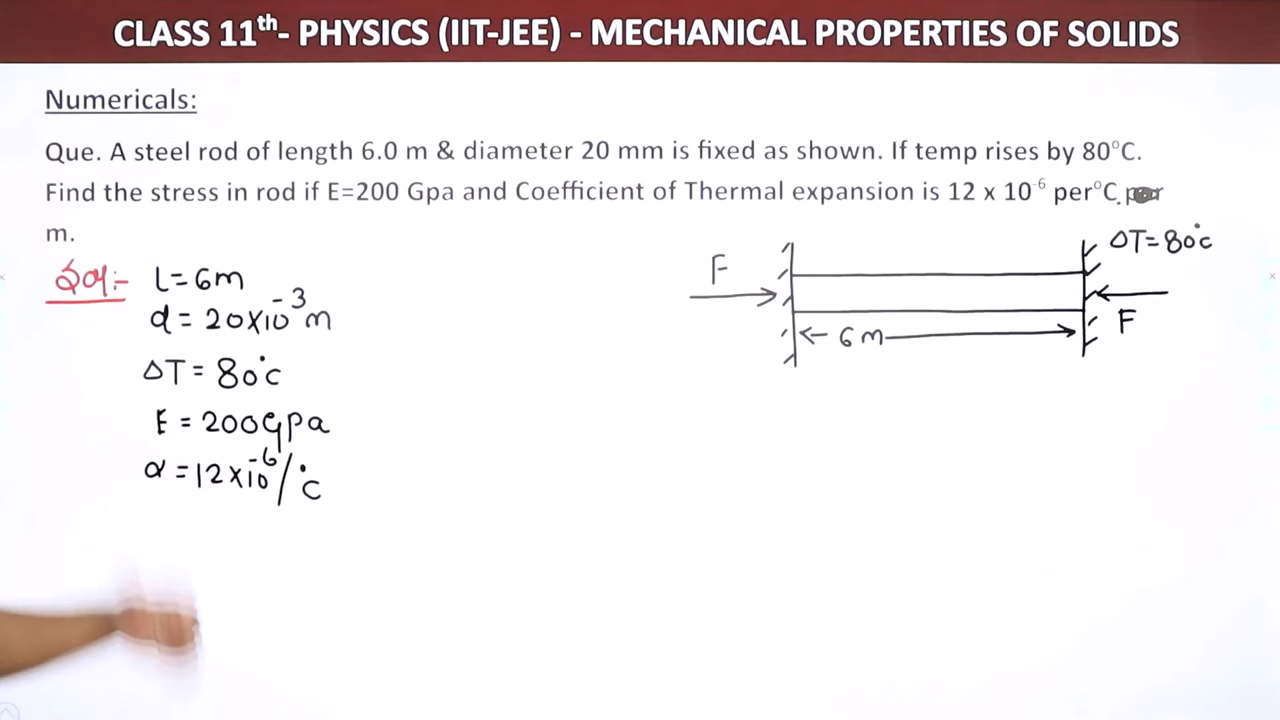 CLASS 11th- PHYSICS (IIT-JEE) - MECHANICAL PROPERTIES OF SOLIDS
Numericals:
Que. A steel rod of length 6.0 m & diameter 20 mm is fixed as shown. If temp rises by 80°C.
Find the stress in rod if E=200 Gpa and Coefficient of Thermal expansion is 12 x 10-6 per°C.
m.
Sol:-
L=6m
d = 20×10-3 m
ΔT = 80°C
E = 200Gpa
α = 12×10-6/°C
ΔT=80°C
F
F
6 m